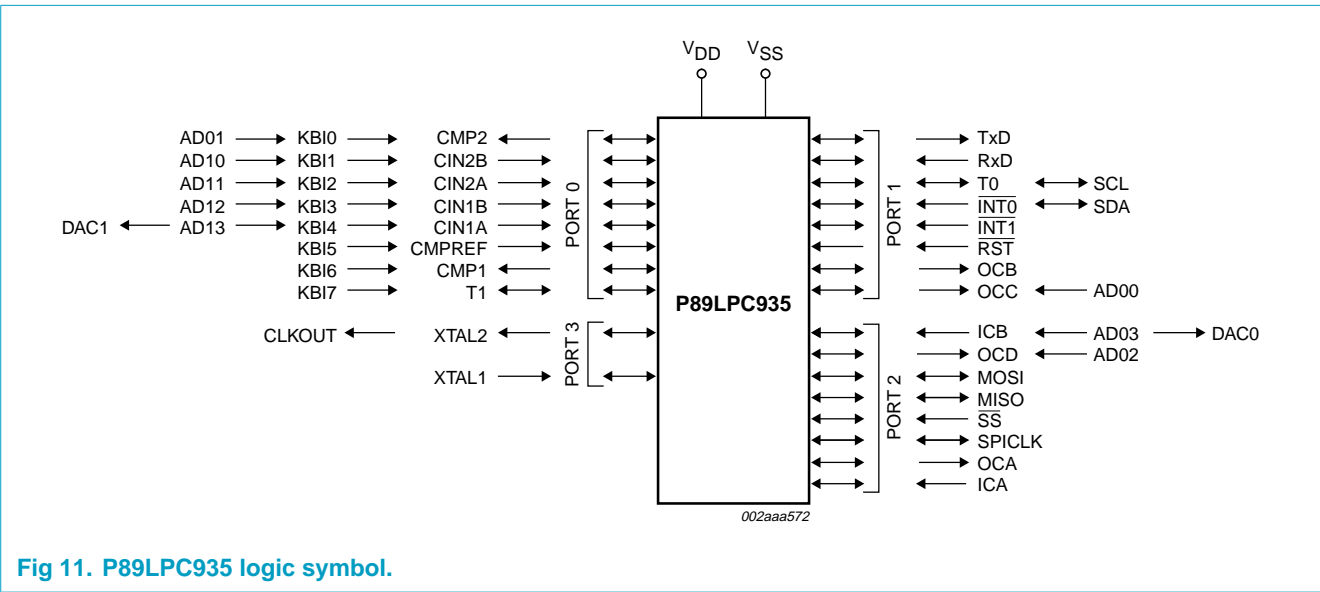 VDD VSS
AD01 KBI0 CMP2 TxD
AD10 KBI1 CIN2B RxD
AD11 KBI2 CIN2A T0 SCL
AD12 KBI3 CIN1B INT0 SDA
DAC1 AD13 KBI4 CIN1A INT1
KBI5 CMPREF RST
KBI6 CMP1 OCB
KBI7 T1 OCC AD00
PORT 0
PORT 1
P89LPC935
CLKOUT XTAL2 ICB AD03 DAC0
OCD AD02
XTAL1 MOSI
MISO
SS
SPICLK
OCA
ICA
PORT 3
PORT 2
002aaa572
Fig 11. P89LPC935 logic symbol.